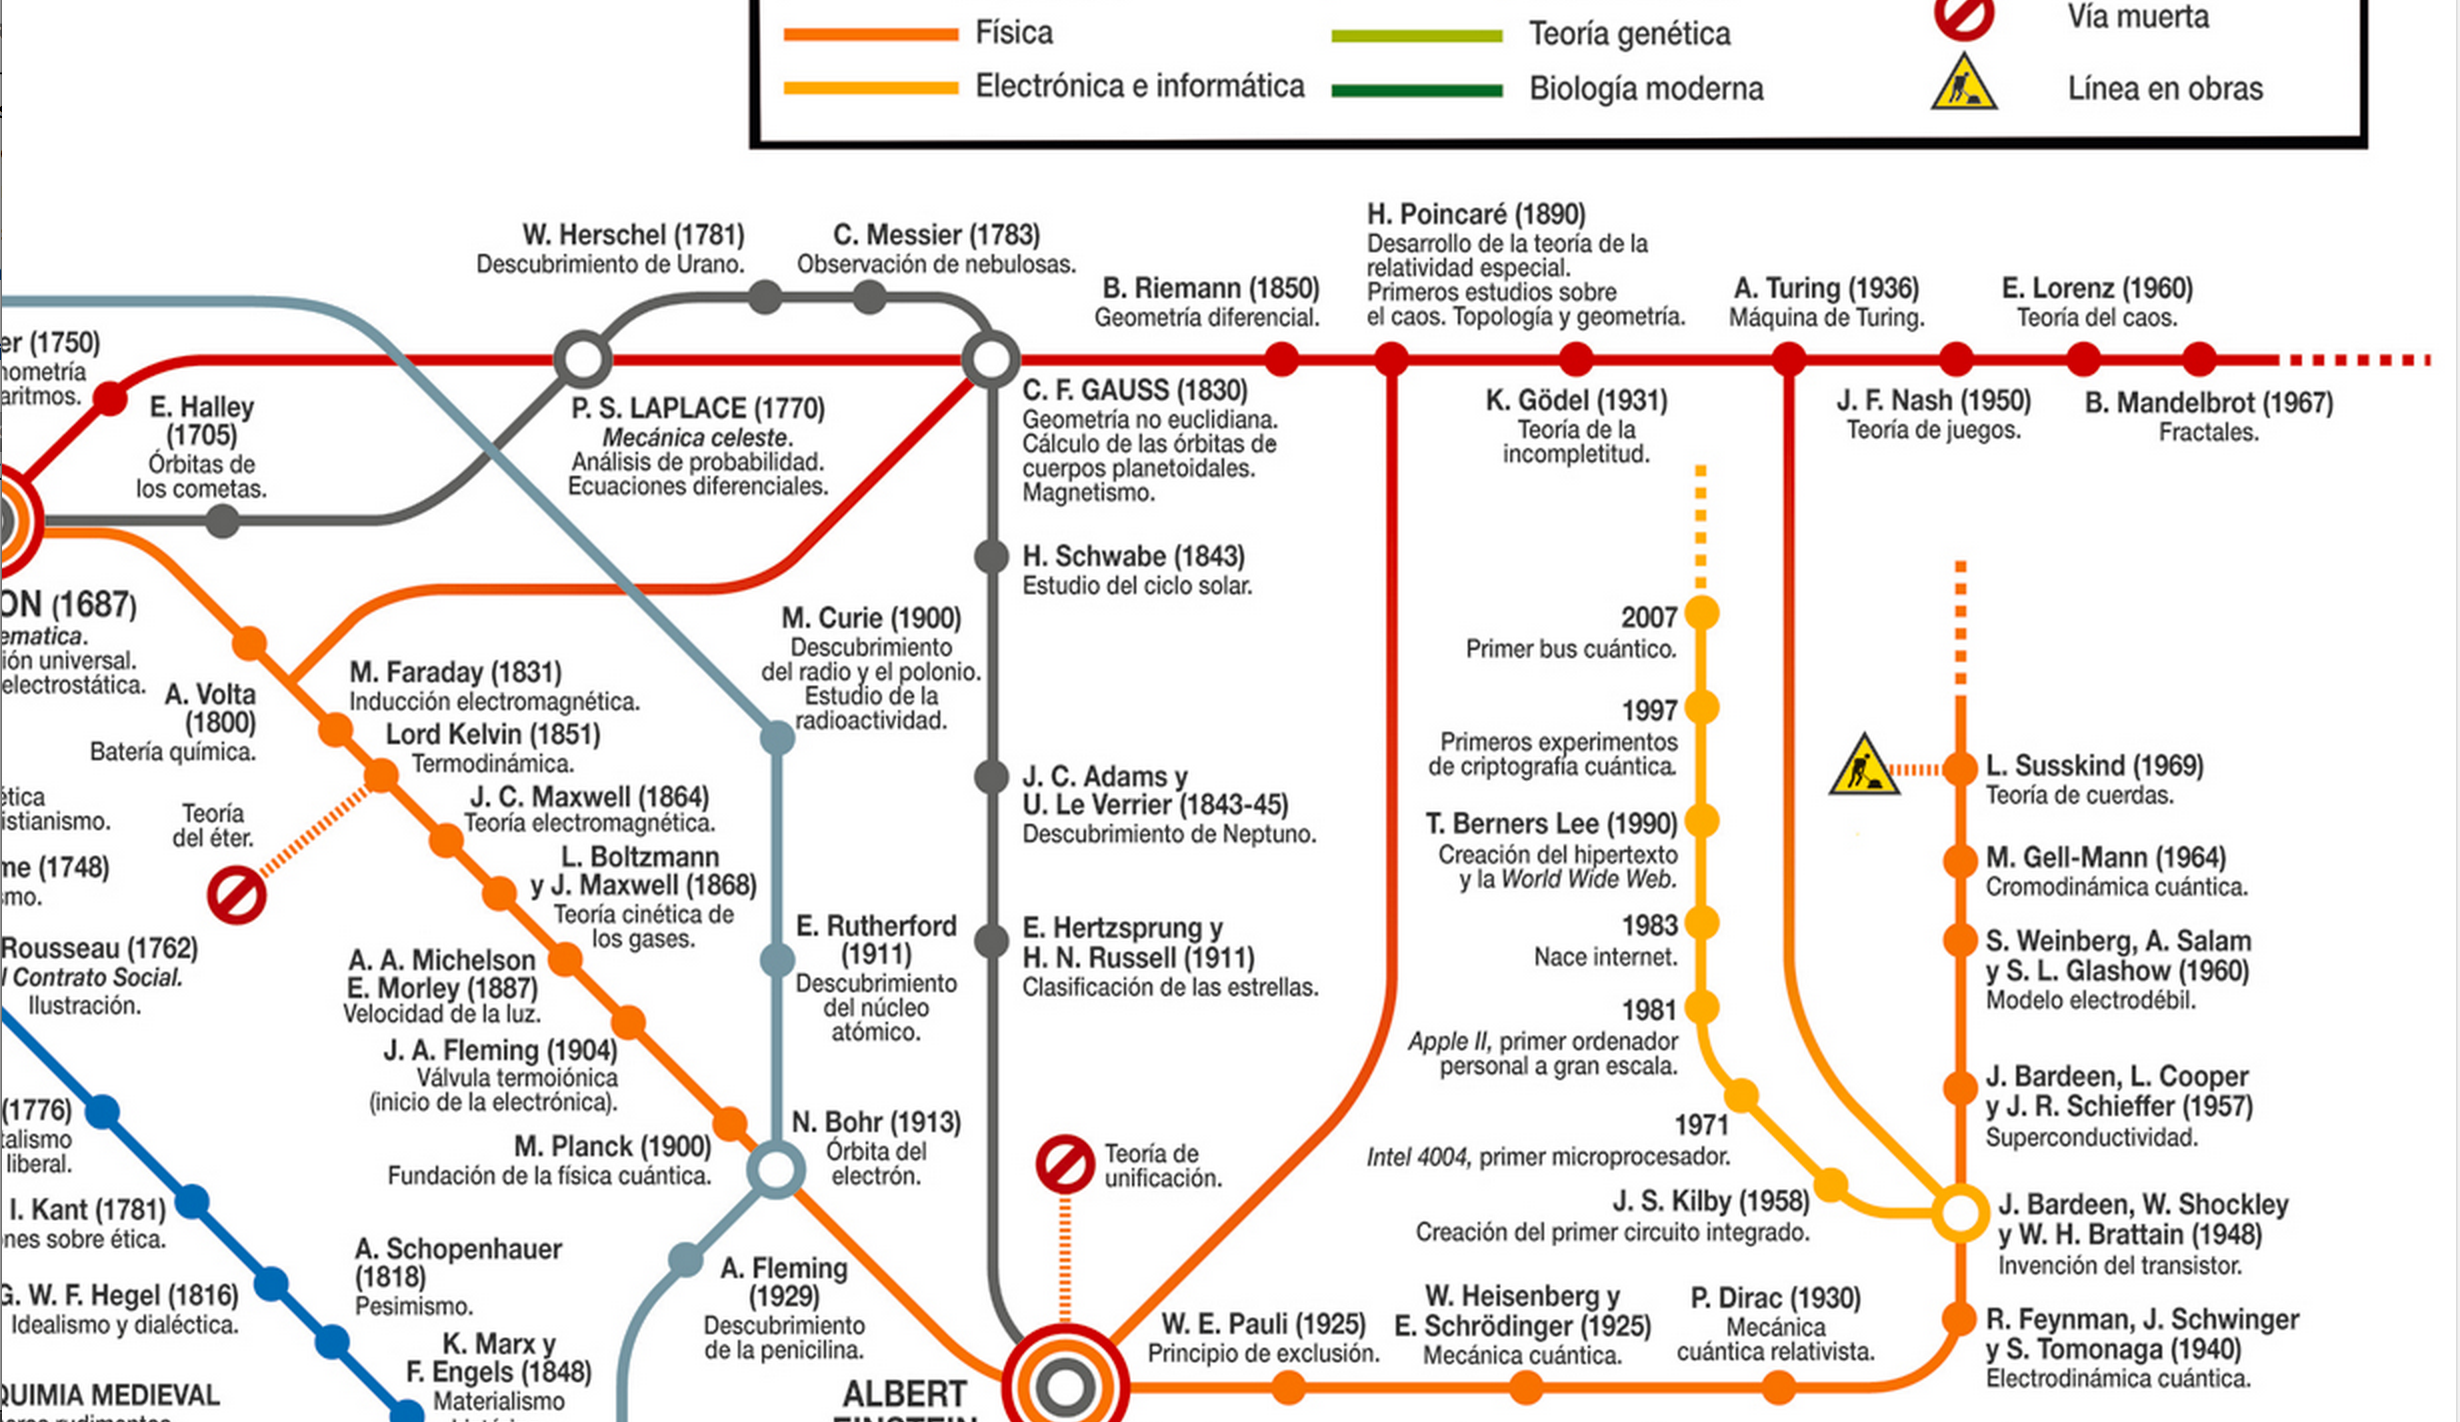 Física
Electrónica e informática
Teoría genética
Biología moderna
Vía muerta
Línea en obras
W. Herschel (1781)
Descubrimiento de Urano.
C. Messier (1783)
Observación de nebulosas.
B. Riemann (1850)
Geometría diferencial.
H. Poincaré (1890)
Desarrollo de la teoría de la
relatividad especial.
Primeros estudios sobre
el caos. Topología y geometría.
A. Turing (1936)
Máquina de Turing.
E. Lorenz (1960)
Teoría del caos.
er (1750)
nometría
aritmos.
E. Halley
(1705)
Órbitas de
los cometas.
P. S. LAPLACE (1770)
Mecánica celeste.
Análisis de probabilidad.
Ecuaciones diferenciales.
C. F. GAUSS (1830)
Geometría no euclidiana.
Cálculo de las órbitas de
cuerpos planetoidales.
Magnetismo.
K. Gödel (1931)
Teoría de la
incompletitud.
J. F. Nash (1950)
Teoría de juegos.
B. Mandelbrot (1967)
Fractales.
H. Schwabe (1843)
Estudio del ciclo solar.
ON (1687)
ematica.
ión universal.
electrostática.
A. Volta
(1800)
Batería química.
M. Faraday (1831)
Inducción electromagnética.
Lord Kelvin (1851)
Termodinámica.
J. C. Maxwell (1864)
Teoría electromagnética.
L. Boltzmann
y J. Maxwell (1868)
Teoría cinética de
los gases.
M. Curie (1900)
Descubrimiento
del radio y el polonio.
Estudio de la
radioactividad.
J. C. Adams y
U. Le Verrier (1843-45)
Descubrimiento de Neptuno.
2007
Primer bus cuántico.
1997
Primeros experimentos
de criptografía cuántica.
T. Berners Lee (1990)
Creación del hipertexto
y la World Wide Web.
1983
Nace internet.
1981
Apple II, primer ordenador
personal a gran escala.
1971
Intel 4004, primer microprocesador.
J. S. Kilby (1958)
Creación del primer circuito integrado.
L. Susskind (1969)
Teoría de cuerdas.
M. Gell-Mann (1964)
Cromodinámica cuántica.
S. Weinberg, A. Salam
y S. L. Glashow (1960)
Modelo electrodébil.
J. Bardeen, L. Cooper
y J. R. Schieffer (1957)
Superconductividad.
J. Bardeen, W. Shockley
y W. H. Brattain (1948)
Invención del transistor.
R. Feynman, J. Schwinger
y S. Tomonaga (1940)
Electrodinámica cuántica.
ética
istianismo.
Teoría
del éter.
me (1748)
smo.
Rousseau (1762)
l Contrato Social.
Ilustración.
A. A. Michelson
E. Morley (1887)
Velocidad de la luz.
J. A. Fleming (1904)
Válvula termoiónica
(inicio de la electrónica).
M. Planck (1900)
Fundación de la física cuántica.
E. Rutherford
(1911)
Descubrimiento
del núcleo
atómico.
N. Bohr (1913)
Órbita del
electrón.
E. Hertzsprung y
H. N. Russell (1911)
Clasificación de las estrellas.
Teoría de
unificación.
(1776)
talismo
liberal.
I. Kant (1781)
nes sobre ética.
G. W. F. Hegel (1816)
Idealismo y dialéctica.
A. Schopenhauer
(1818)
Pesimismo.
K. Marx y
F. Engels (1848)
Materialismo
A. Fleming
(1929)
Descubrimiento
de la penicilina.
W. E. Pauli (1925)
Principio de exclusión.
W. Heisenberg y
E. Schrödinger (1925)
Mecánica cuántica.
P. Dirac (1930)
Mecánica
cuántica relativista.
QUIMIA MEDIEVAL
ALBERT
EINSTEIN